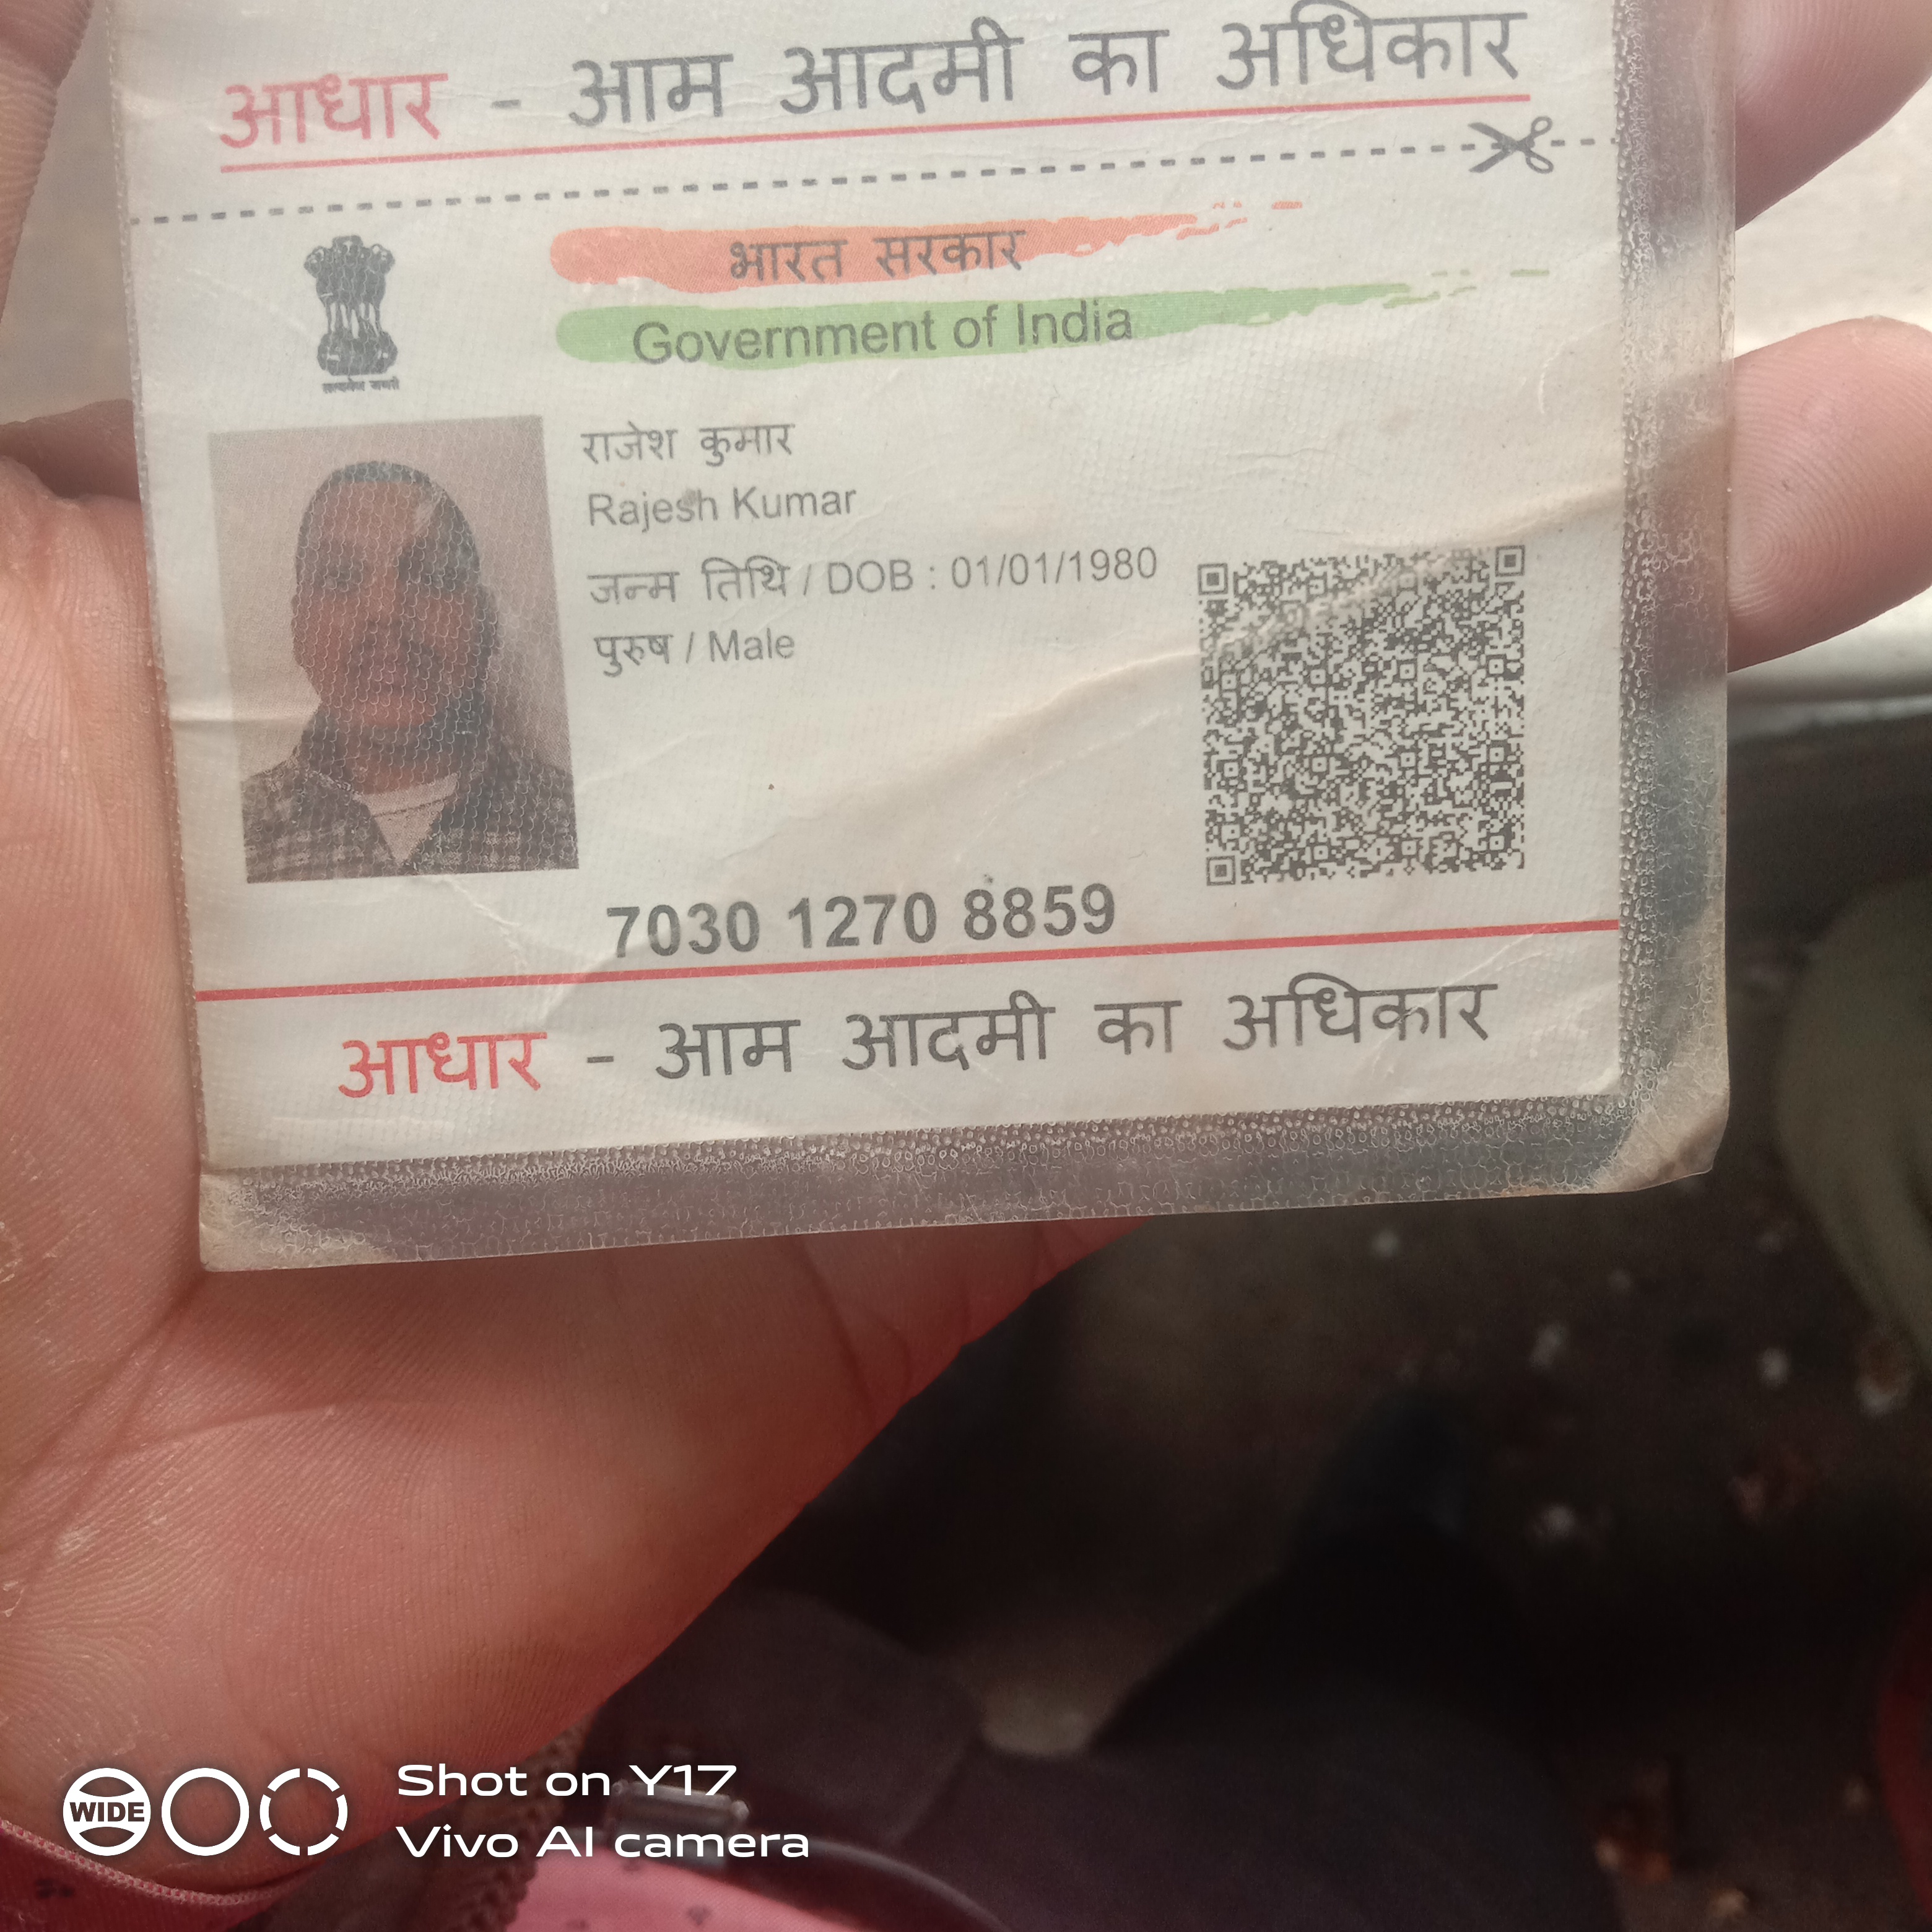 आधार - आम आदमी का अधिकार
भारत सरकार
Government of India
सत्यमेव जयते
राजेश कुमार
Rajesh Kumar
जन्म तिथि / DOB : 01/01/1980
पुरुष / Male
7030 1270 8859
आधार - आम आदमी का अधिकार
WIDE
Shot on Y17
Vivo AI camera